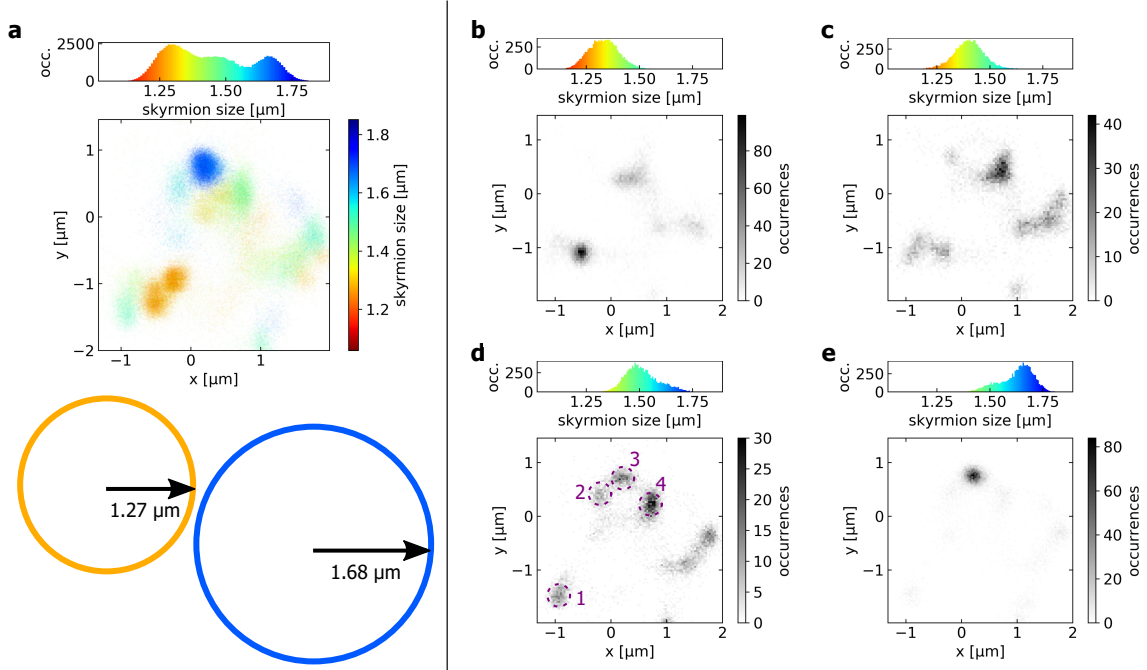 a
occ.
2500
0
1.25 1.50 1.75
skyrmion size [μm]
y [μm]
1
0
−1
−2
−1 0 1
x [μm]
1.8
1.6
1.4
1.2
skyrmion size [μm]
1.27 μm
1.68 μm
b
occ.
250
0
1.25 1.50 1.75
skyrmion size [μm]
y [μm]
1
0
−1
−1 0 1 2
x [μm]
80
60
40
20
0
occurrences
c
occ.
250
0
1.25 1.50 1.75
skyrmion size [μm]
y [μm]
1
0
−1
−1 0 1 2
x [μm]
40
30
20
10
0
occurrences
d
occ.
250
0
1.25 1.50 1.75
skyrmion size [μm]
y [μm]
1
0
−1
3
2 4
1
−1 0 1 2
x [μm]
30
25
20
15
10
5
0
occurrences
e
occ.
250
0
1.25 1.50 1.75
skyrmion size [μm]
y [μm]
1
0
−1
−1 0 1 2
x [μm]
80
60
40
20
0
occurrences